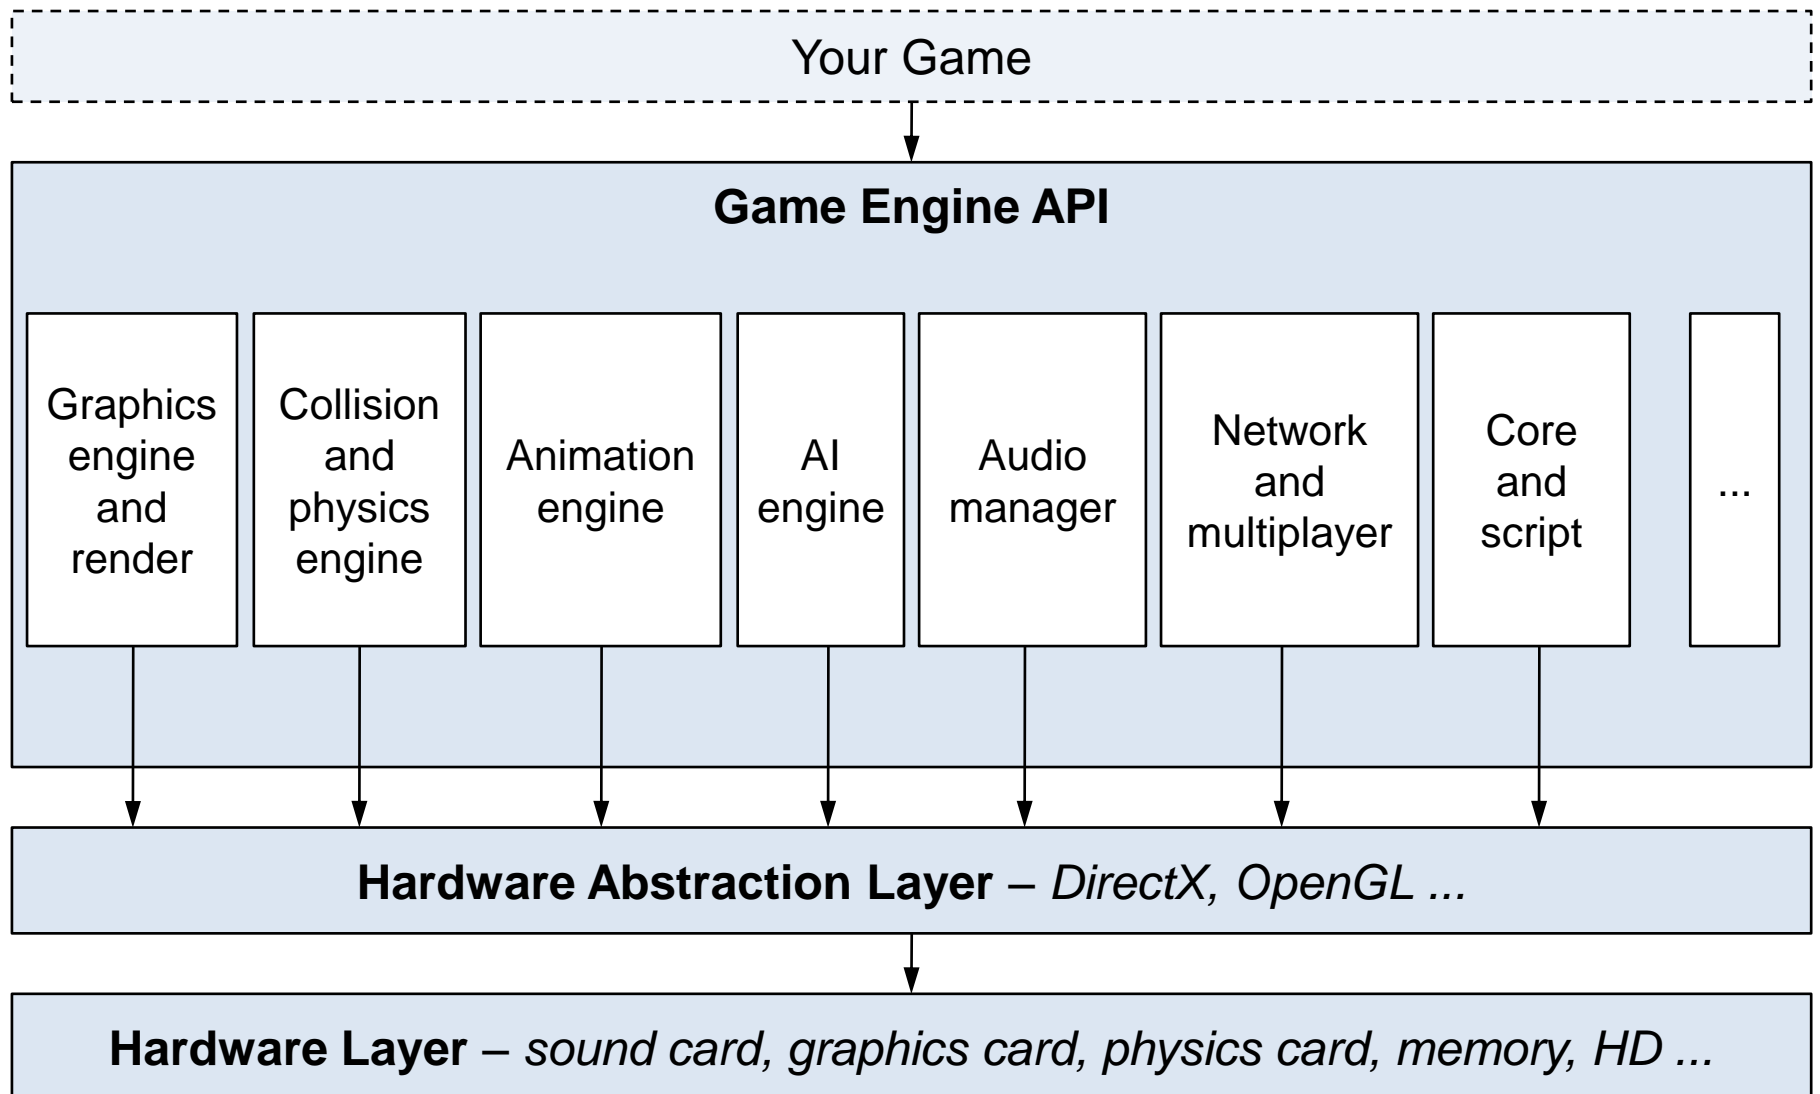 Your Game
Game Engine API
Graphics
engine
and
render
Collision
and
physics
engine
Animation
engine
AI
engine
Audio
manager
Network
and
multiplayer
Core
and
script
...
Hardware Abstraction Layer – DirectX, OpenGL ...
Hardware Layer – sound card, graphics card, physics card, memory, HD ...